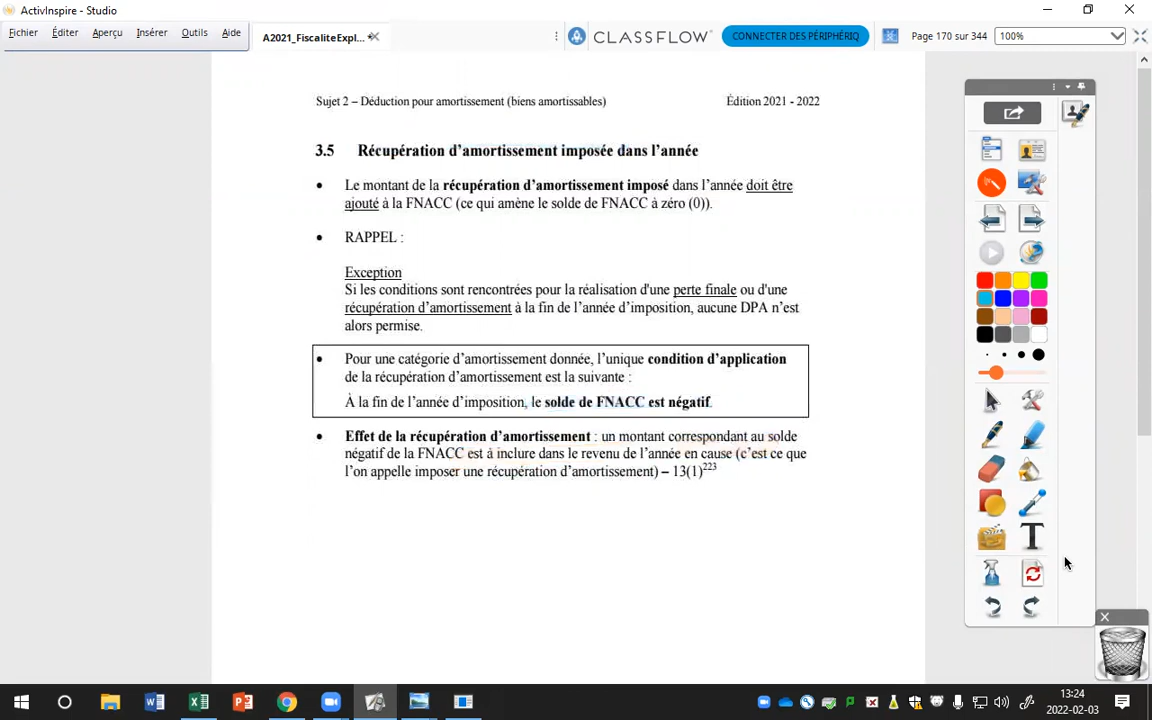 ActivInspire - Studio
Fichier Éditer Aperçu Insérer Outils Aide
A2021_FiscaliteExpl...
CLASSFLOW
CONNECTER DES PÉRIPHÉRIQ
Page 170 sur 344
100%
Sujet 2 – Déduction pour amortissement (biens amortissables)
Édition 2021 - 2022
3.5 Récupération d’amortissement imposée dans l’année
• Le montant de la récupération d’amortissement imposé dans l’année doit être
ajouté à la FNACC (ce qui amène le solde de FNACC à zéro (0)).
• RAPPEL :
Exception
Si les conditions sont rencontrées pour la réalisation d'une perte finale ou d'une
récupération d’amortissement à la fin de l’année d’imposition, aucune DPA n’est
alors permise.
• Pour une catégorie d’amortissement donnée, l’unique condition d’application
de la récupération d’amortissement est la suivante :
À la fin de l’année d’imposition, le solde de FNACC est négatif.
• Effet de la récupération d’amortissement : un montant correspondant au solde
négatif de la FNACC est à inclure dans le revenu de l’année en cause (c’est ce que
l’on appelle imposer une récupération d’amortissement) – 13(1)223
T
13:24
2022-02-03